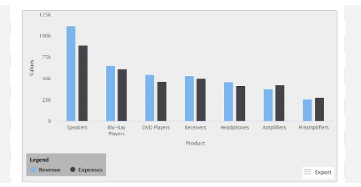 125K
100K
75K
50K
25K
0
Values
Speakers
Blu-Ray
Players
DVD Players
Receivers
Headphones
Amplifiers
Preamplifiers
Product
Legend
Revenue
Expenses
Export